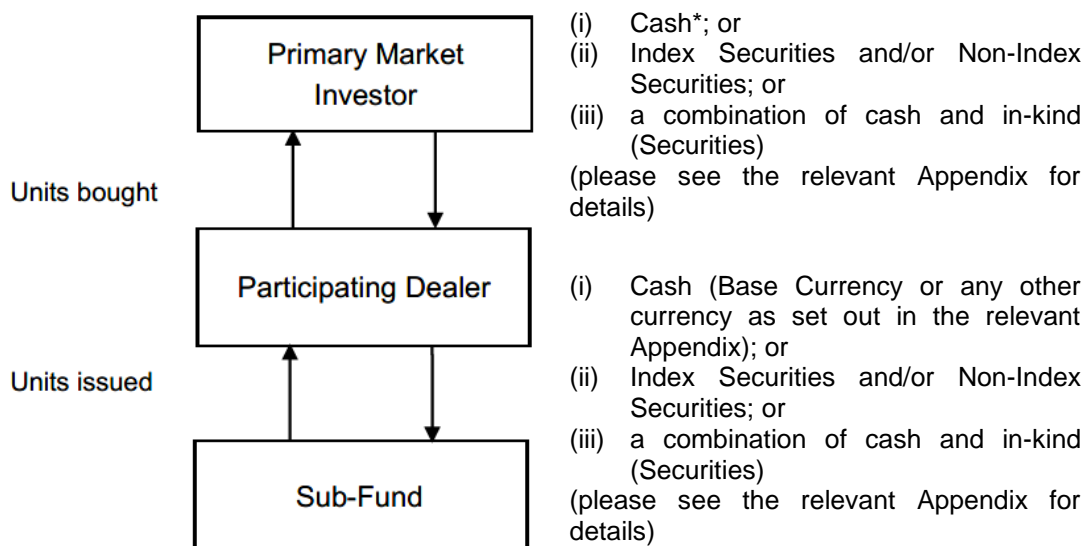 Primary Market
Investor
(i) Cash*; or
(ii) Index Securities and/or Non-Index
Securities; or
(iii) a combination of cash and in-kind
(Securities)
(please see the relevant Appendix for
details)
Units bought
Participating Dealer
(i) Cash (Base Currency or any other
currency as set out in the relevant
Appendix); or
(ii) Index Securities and/or Non-Index
Securities; or
(iii) a combination of cash and in-kind
(Securities)
(please see the relevant Appendix for
details)
Units issued
Sub-Fund